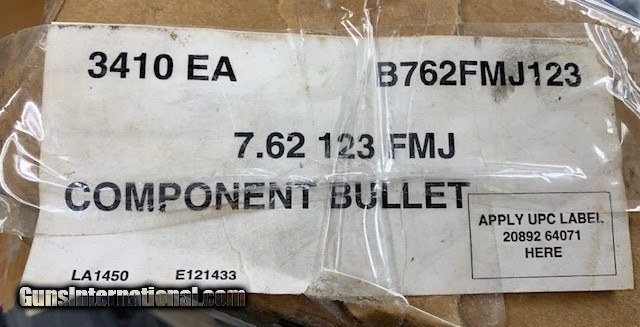 3410 EA B762FMJ123
7.62 123 FMJ
COMPONENT BULLET
APPLY UPC LABEL
20892 64071
HERE
LA1450 E121433
GunsInternational.com